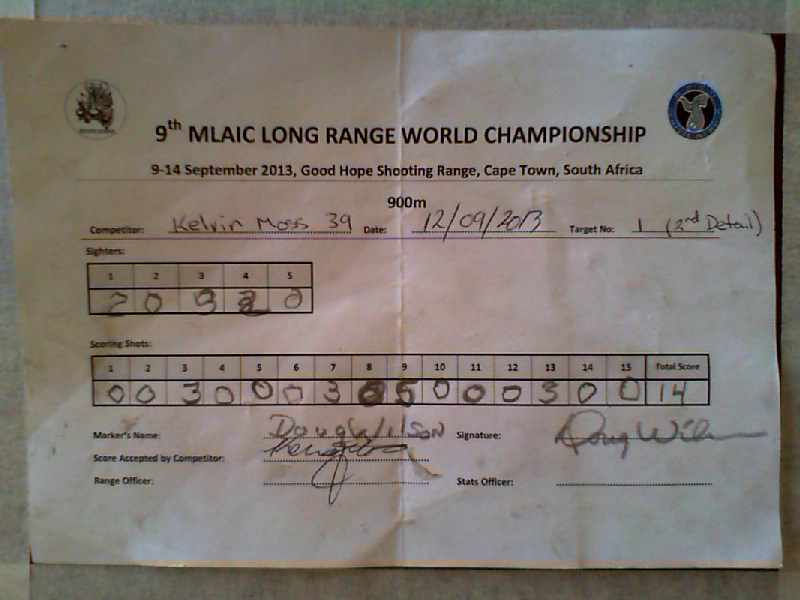 9th MLAIC LONG RANGE WORLD CHAMPIONSHIP
9-14 September 2013, Good Hope Shooting Range, Cape Town, South Africa
900m
Competitor: Kelvin Moss 39 Date: 12/09/2013 Target No: 1 (2nd Detail)
Sighters:
1 2 3 4 5
2 0 3 2 0
Scoring Shots:
1 2 3 4 5 6 7 8 9 10 11 12 13 14 15 Total Score
0 0 3 0 0 0 3 0 5 0 0 0 3 0 0 14
Marker's Name: Doug Wilson Signature: Doug Wilson
Score Accepted by Competitor:
Range Officer: Stats Officer: